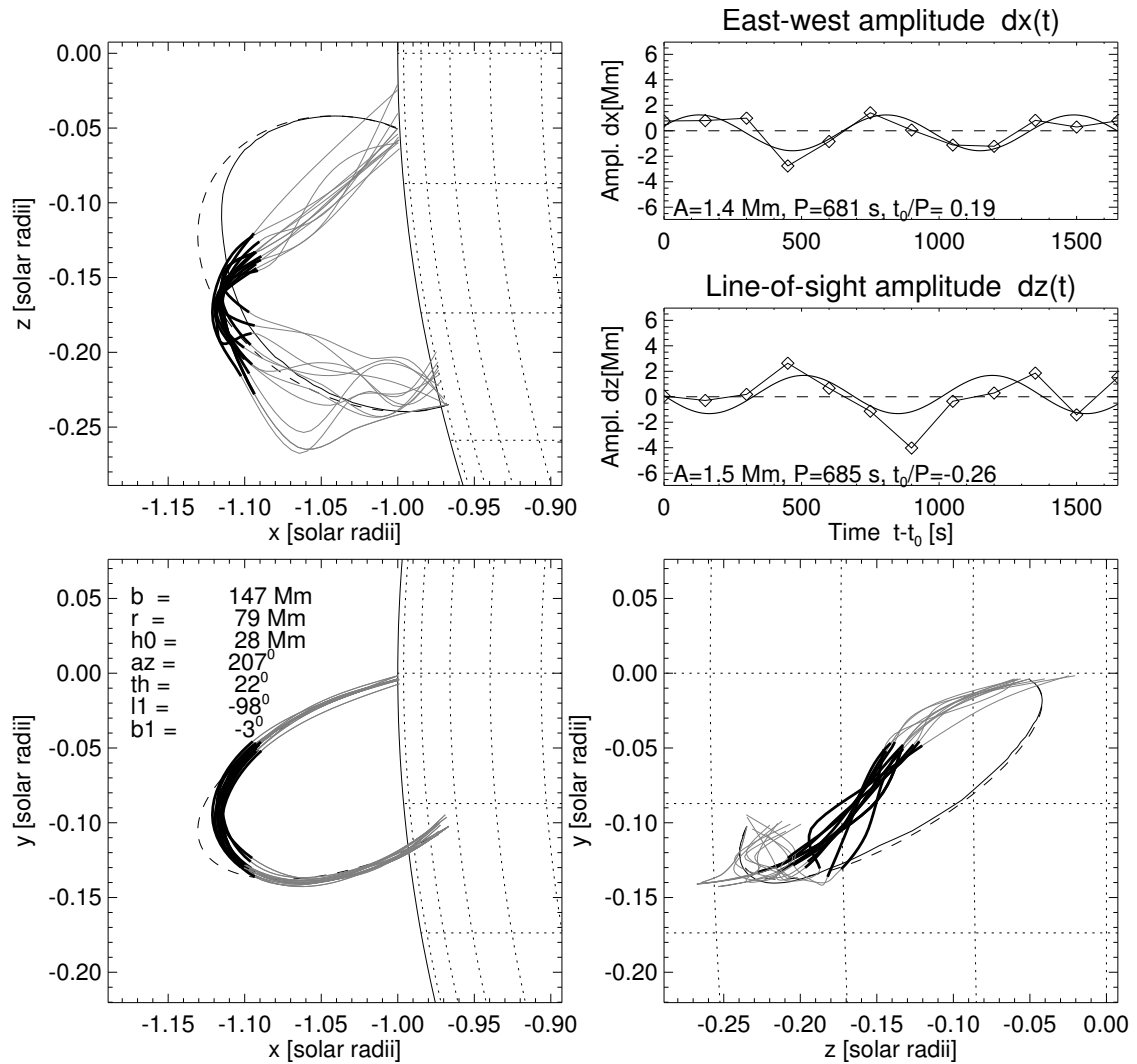 East-west amplitude dx(t)
0.00
-0.05
-0.10
-0.15
-0.20
-0.25
z [solar radii]
-1.15 -1.10 -1.05 -1.00 -0.95 -0.90
x [solar radii]
6
4
2
0
-2
-4
-6
Ampl. dx[Mm]
A=1.4 Mm, P=681 s, t₀/P= 0.19
0 500 1000 1500
Line-of-sight amplitude dz(t)
6
4
2
0
-2
-4
-6
Ampl. dz[Mm]
A=1.5 Mm, P=685 s, t₀/P=-0.26
0 500 1000 1500
Time t-t₀ [s]
0.05
0.00
-0.05
-0.10
-0.15
-0.20
y [solar radii]
b = 147 Mm
r = 79 Mm
h0 = 28 Mm
az = 207⁰
th = 22⁰
l1 = -98⁰
b1 = -3⁰
-1.15 -1.10 -1.05 -1.00 -0.95 -0.90
x [solar radii]
0.05
0.00
-0.05
-0.10
-0.15
-0.20
y [solar radii]
-0.25 -0.20 -0.15 -0.10 -0.05 0.00
z [solar radii]